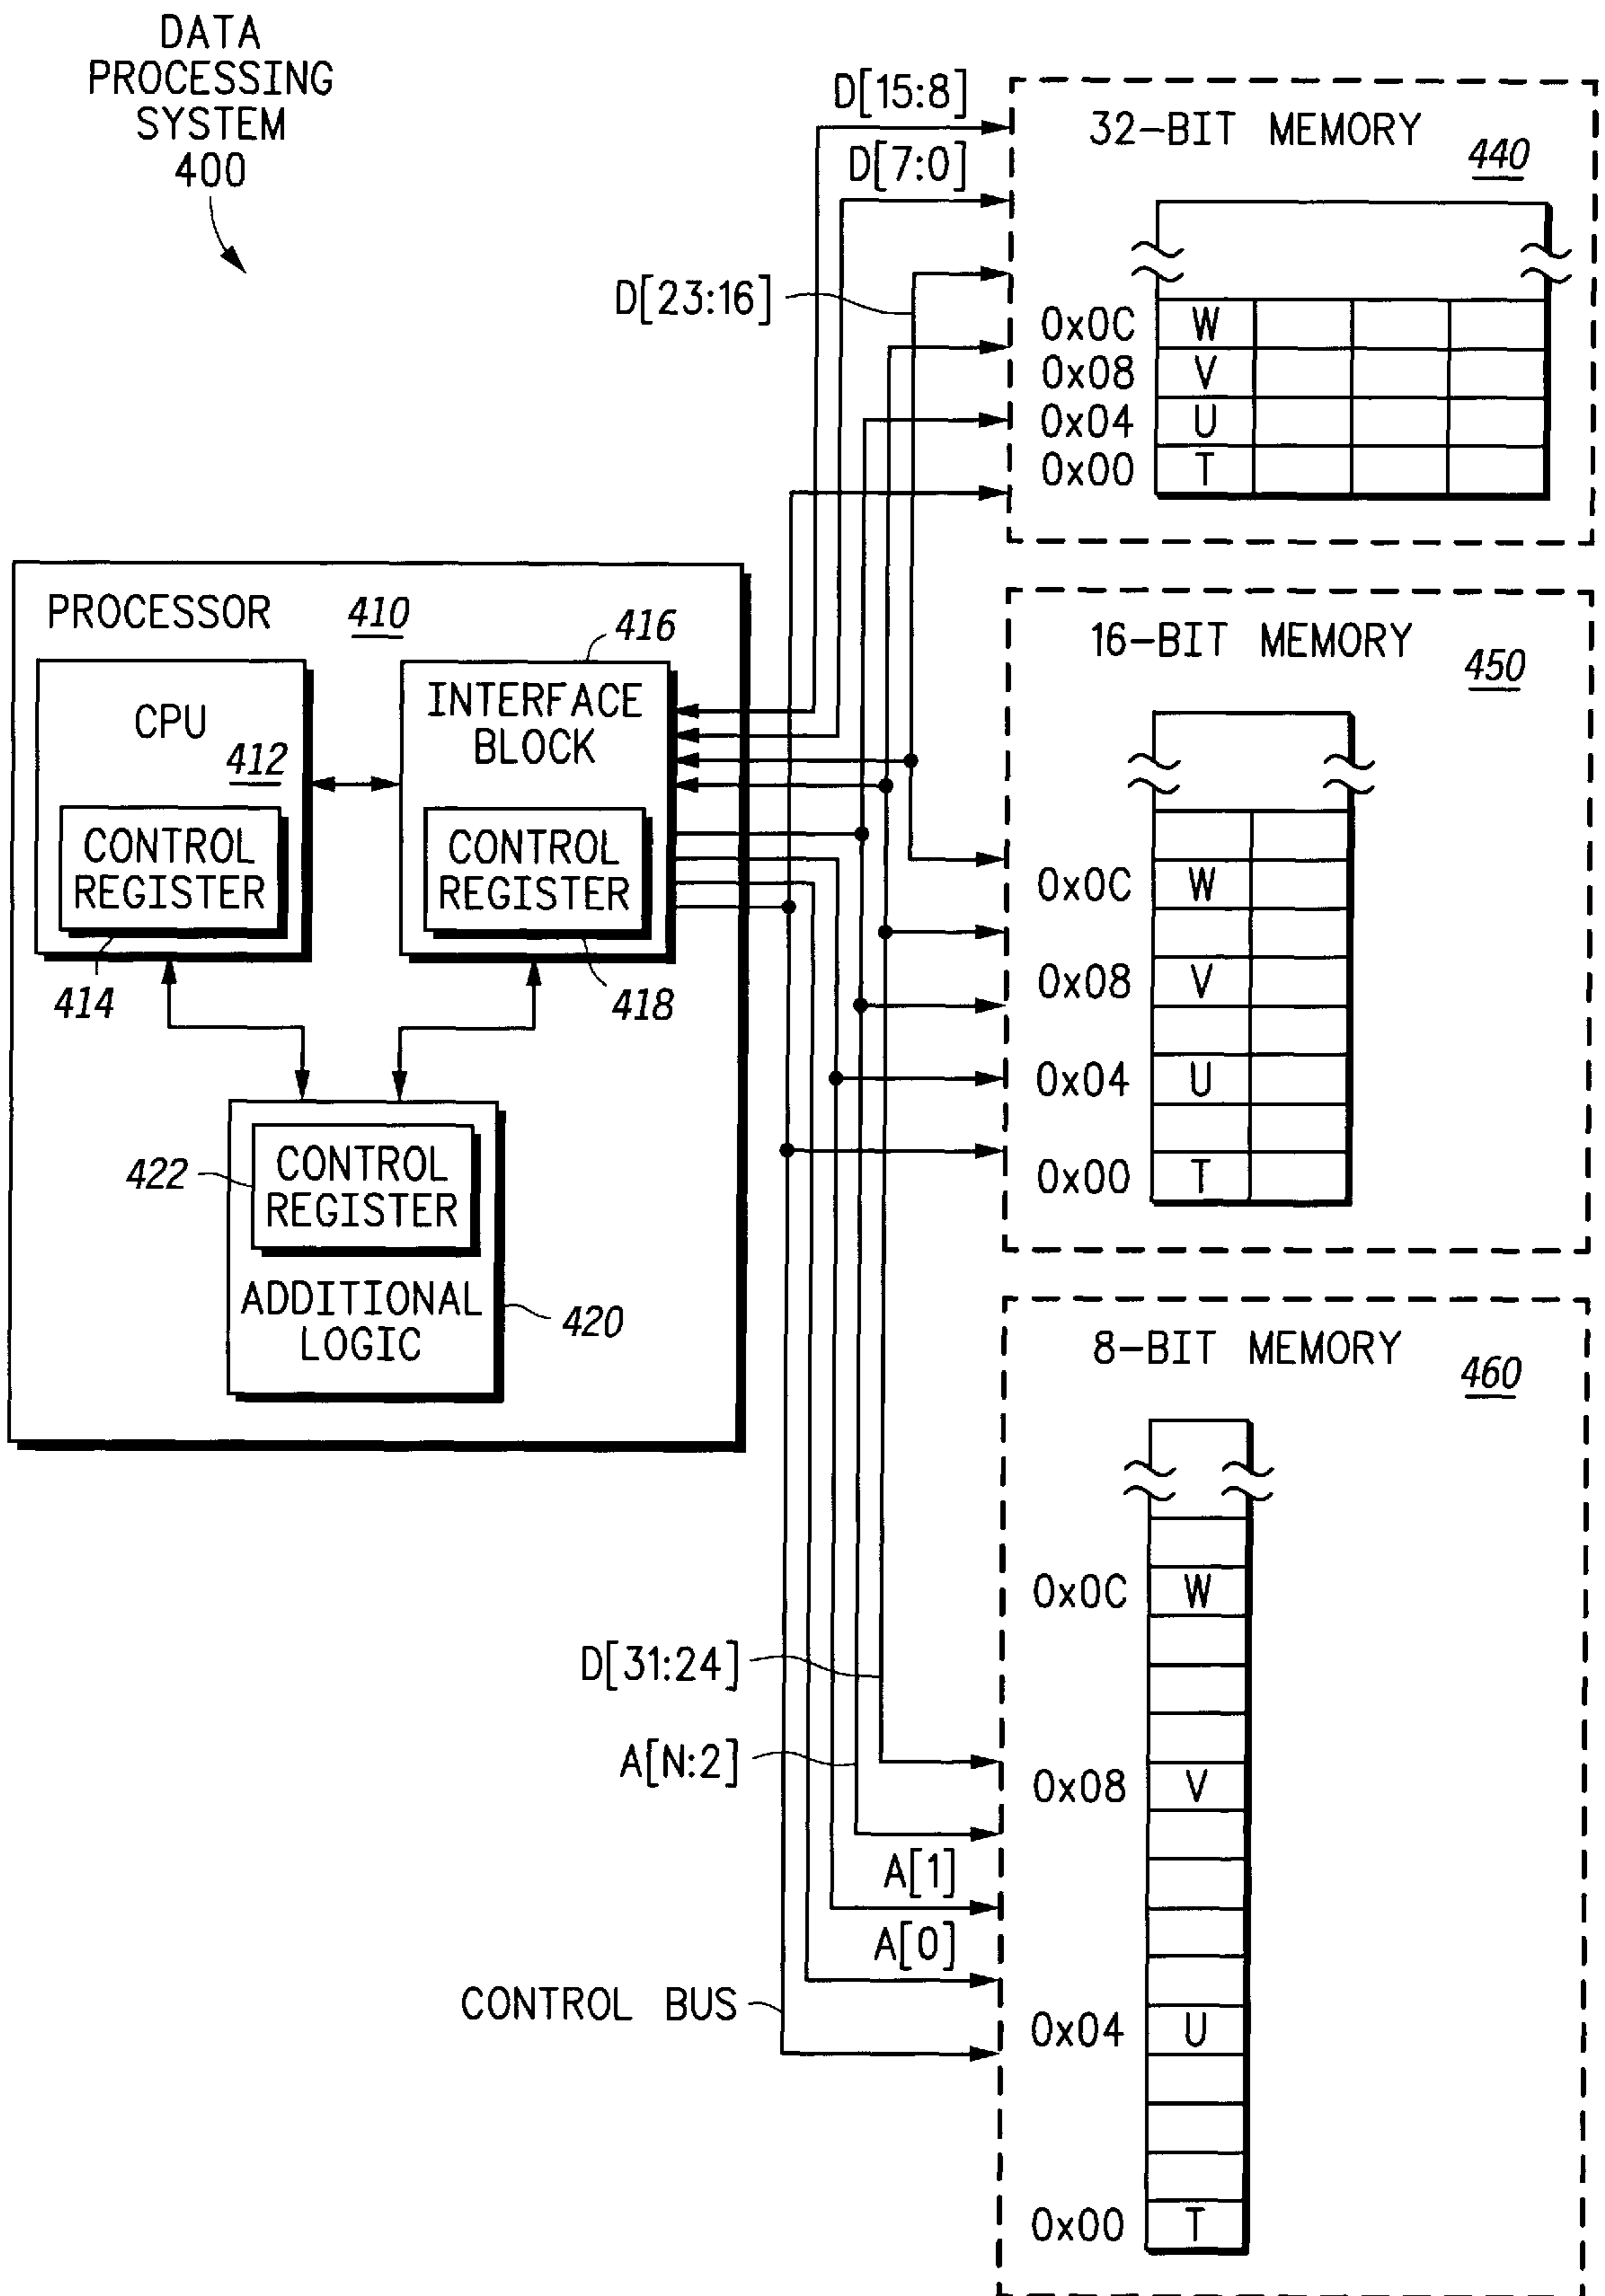 DATA
PROCESSING
SYSTEM
400
D[15:8]
D[7:0]
D[23:16]
32-BIT MEMORY
440
0x0C W
0x08 V
0x04 U
0x00 T
PROCESSOR 410
416
CPU
412
CONTROL
REGISTER
414
INTERFACE
BLOCK
CONTROL
REGISTER
418
422
CONTROL
REGISTER
ADDITIONAL
LOGIC
420
16-BIT MEMORY
450
0x0C W
0x08 V
0x04 U
0x00 T
8-BIT MEMORY
460
0x0C W
0x08 V
0x04 U
0x00 T
D[31:24]
A[N:2]
A[1]
A[0]
CONTROL BUS